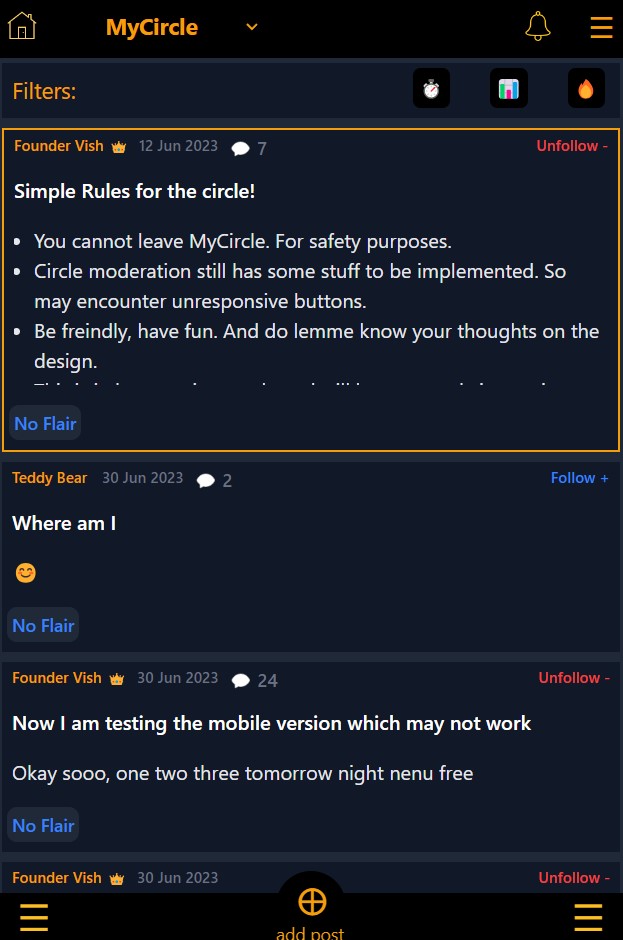 MyCircle
Filters:
Founder Vish 12 Jun 2023 7 Unfollow -
Simple Rules for the circle!
• You cannot leave MyCircle. For safety purposes.
• Circle moderation still has some stuff to be implemented. So
may encounter unresponsive buttons.
• Be freindly, have fun. And do lemme know your thoughts on the
design.
No Flair
Teddy Bear 30 Jun 2023 2 Follow +
Where am I
😊
No Flair
Founder Vish 30 Jun 2023 24 Unfollow -
Now I am testing the mobile version which may not work
Okay sooo, one two three tomorrow night nenu free
No Flair
Founder Vish 30 Jun 2023 Unfollow -
add post